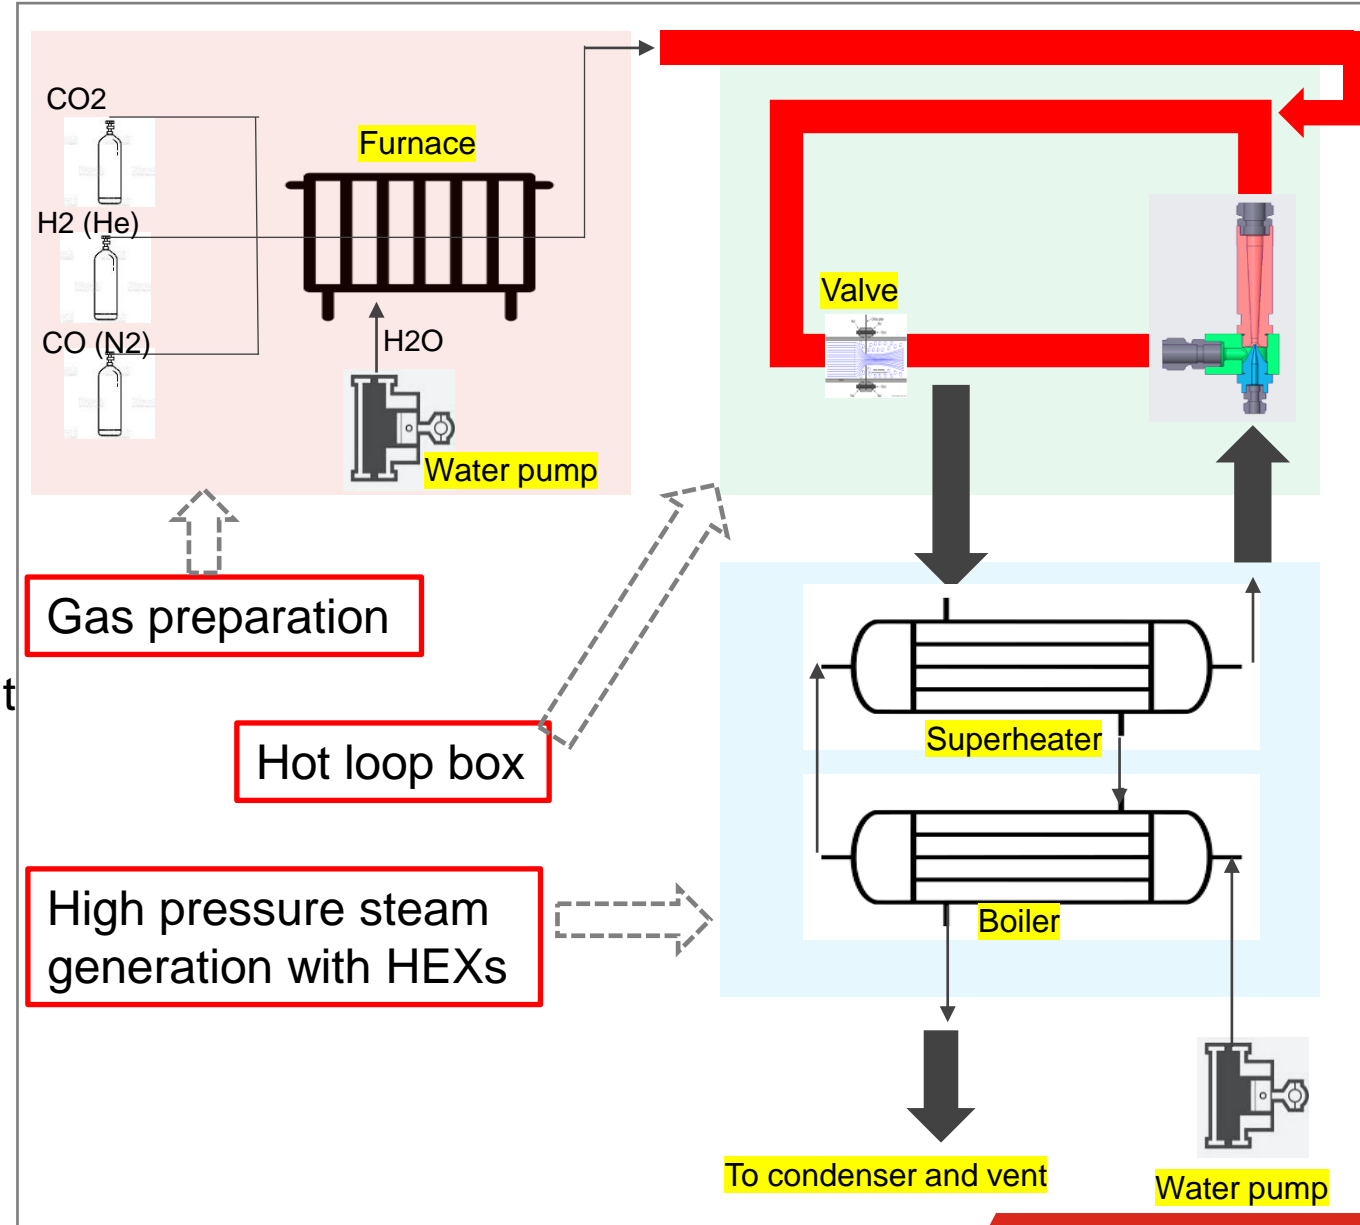 CO2
Furnace
H2 (He)
Valve
CO (N2)
H2O
Water pump
Gas preparation
t
Superheater
Hot loop box
High pressure steam
generation with HEXs
Boiler
To condenser and vent
Water pump